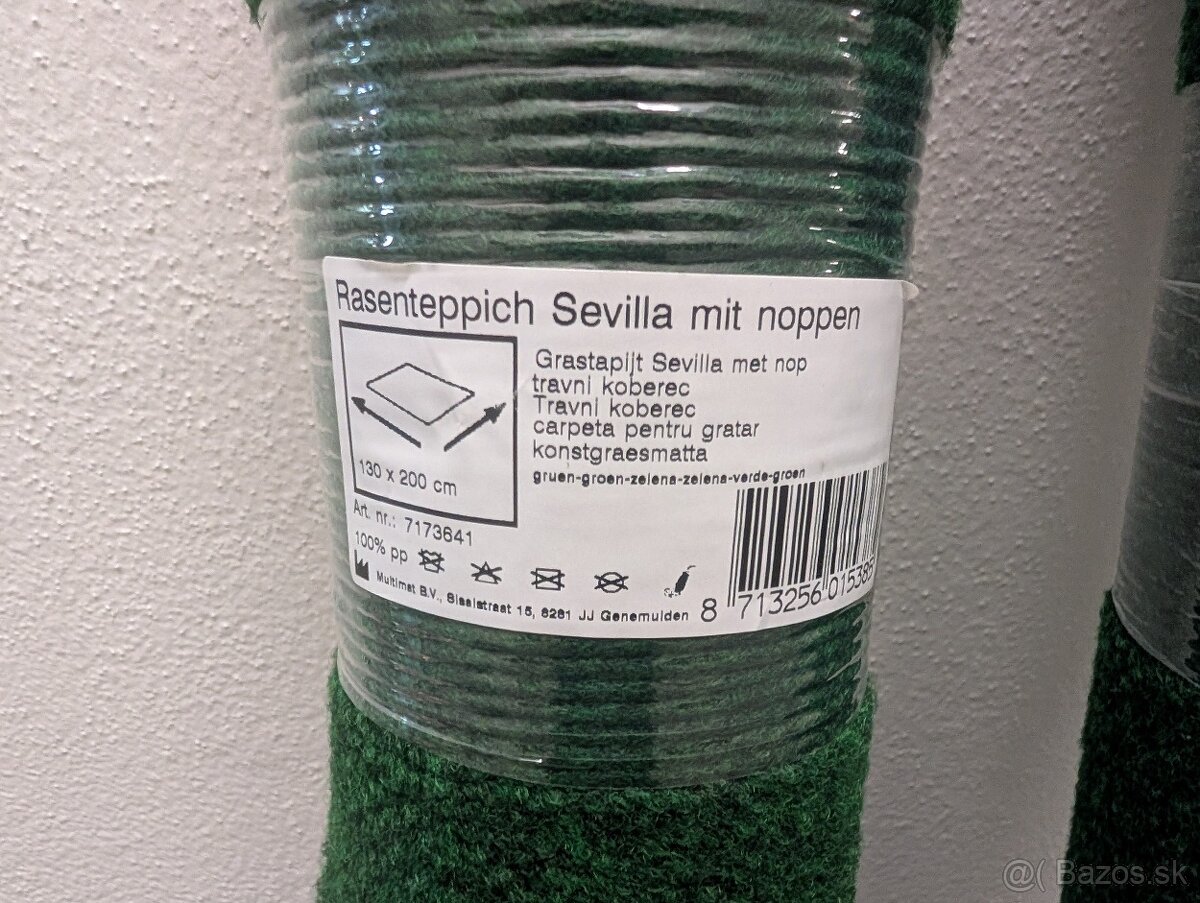 Rasenteppich Sevilla mit noppen
Grastapijt Sevilla met nop
travni koberec
Travni koberec
carpeta pentru gratar
konstgraesmatta
gruen-groen-zelena-zelena-verde-groen
130 x 200 cm
Art. nr.: 7173641
100% pp
Multimat B.V., Sisalstraat 15, 8281 JJ Genemuiden
8 713256 015385
@( Bazos.sk